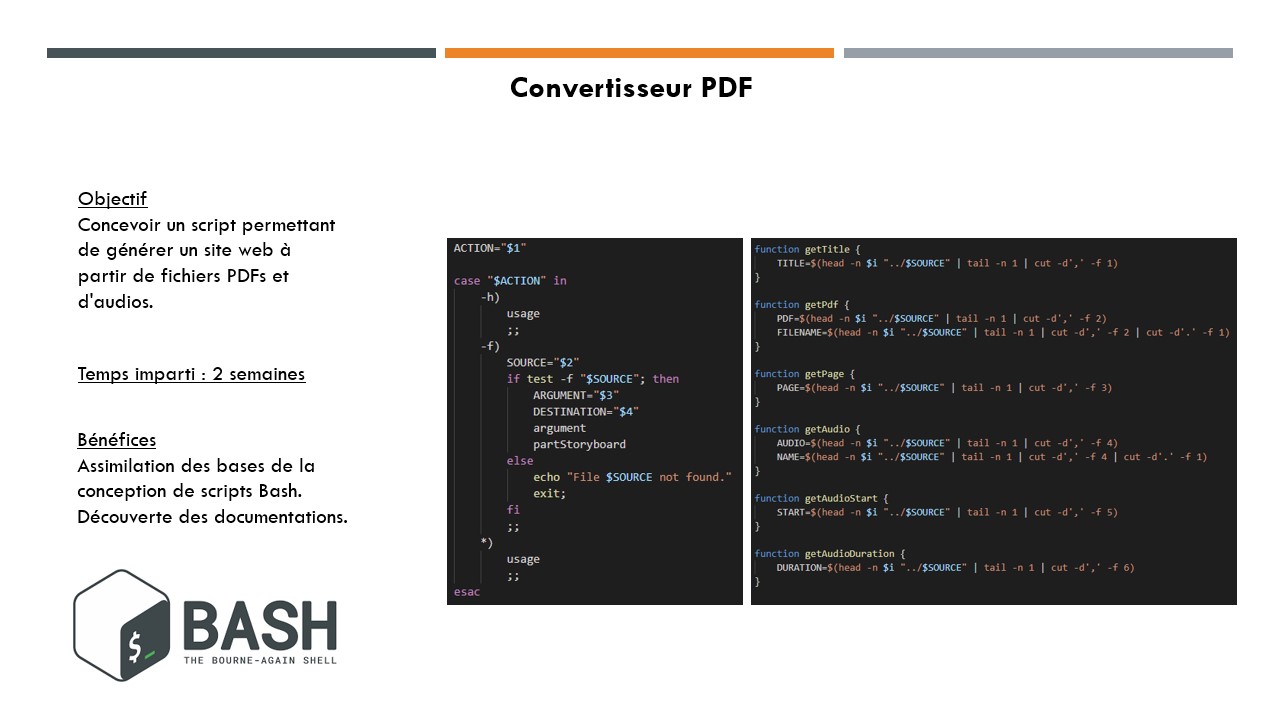 Convertisseur PDF
Objectif
Concevoir un script permettant
de générer un site web à
partir de fichiers PDFs et
d'audios.
Temps imparti : 2 semaines
Bénéfices
Assimilation des bases de la
conception de scripts Bash.
Découverte des documentations.
BASH
THE BOURNE-AGAIN SHELL
$_
ACTION="$1"
case "$ACTION" in
-h)
usage
;;
-f)
SOURCE="$2"
if test -f "$SOURCE"; then
ARGUMENT="$3"
DESTINATION="$4"
argument
partStoryboard
else
echo "File $SOURCE not found."
exit;
fi
;;
*)
usage
;;
esac
function getTitle {
TITLE=$(head -n $i "../$SOURCE" | tail -n 1 | cut -d',' -f 1)
}
function getPdf {
PDF=$(head -n $i "../$SOURCE" | tail -n 1 | cut -d',' -f 2)
FILENAME=$(head -n $i "../$SOURCE" | tail -n 1 | cut -d',' -f 2 | cut -d'.' -f 1)
}
function getPage {
PAGE=$(head -n $i "../$SOURCE" | tail -n 1 | cut -d',' -f 3)
}
function getAudio {
AUDIO=$(head -n $i "../$SOURCE" | tail -n 1 | cut -d',' -f 4)
NAME=$(head -n $i "../$SOURCE" | tail -n 1 | cut -d',' -f 4 | cut -d'.' -f 1)
}
function getAudioStart {
START=$(head -n $i "../$SOURCE" | tail -n 1 | cut -d',' -f 5)
}
function getAudioDuration {
DURATION=$(head -n $i "../$SOURCE" | tail -n 1 | cut -d',' -f 6)
}